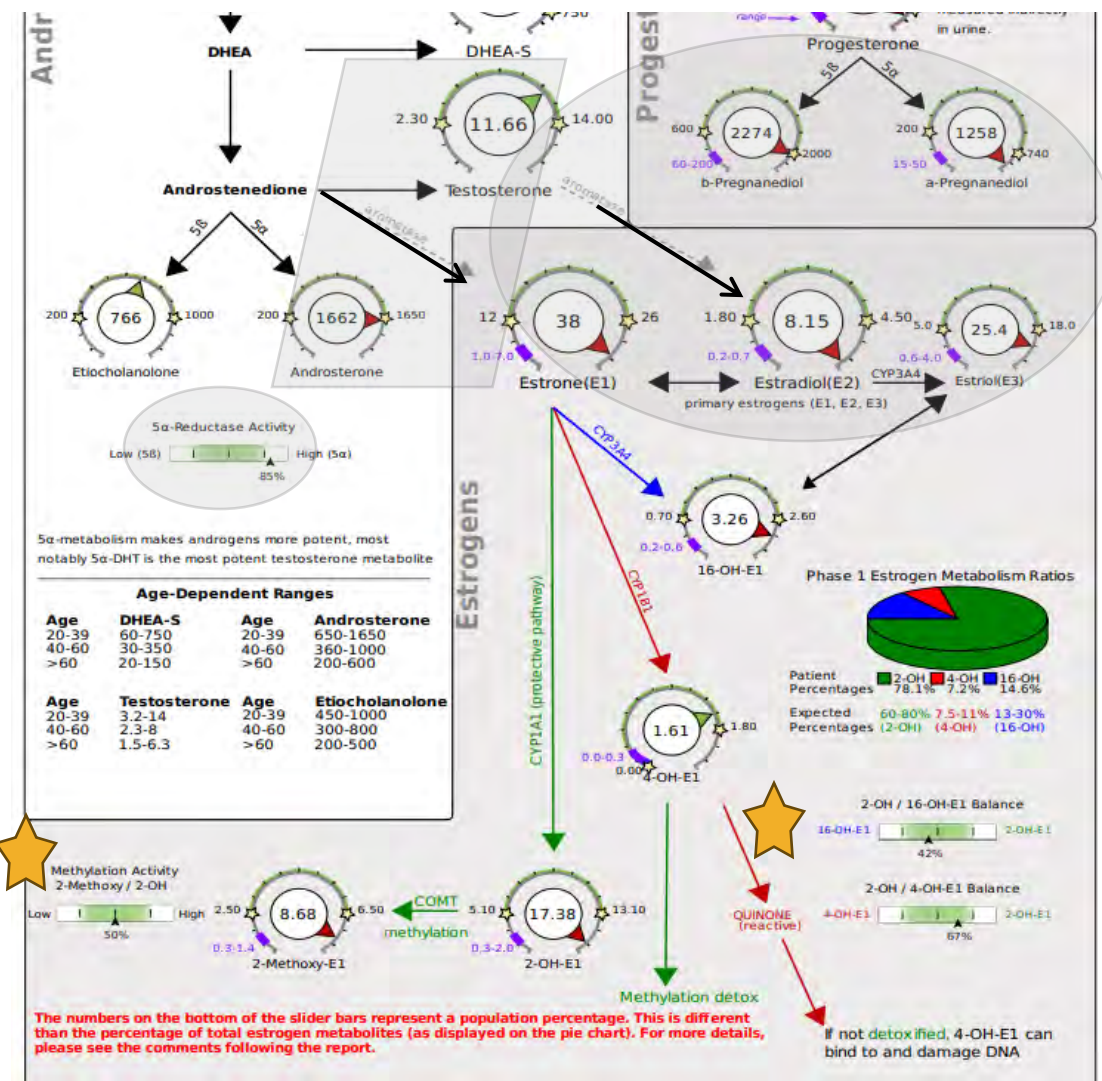 Andr
Progest
Estrogens
750
range
in urine.
DHEA
DHEA-S
Progesterone
5ß
5α
2.30
11.66
14.00
600
2274
2000
60-200
b-Pregnanediol
200
1258
740
15-50
a-Pregnanediol
Androstenedione
Testosterone
aromatase
aromatase
5ß
5α
200
766
1000
Etiocholanolone
200
1662
1650
Androsterone
12
38
26
1.0-7.0
Estrone(E1)
1.80
8.15
4.50
0.2-0.7
Estradiol(E2)
CYP3A4
5.0
25.4
18.0
0.6-4.0
Estriol(E3)
primary estrogens (E1, E2, E3)
5α-Reductase Activity
Low (5ß)
High (5α)
85%
CYP3A4
0.70
3.26
2.60
0.2-0.6
16-OH-E1
5α-metabolism makes androgens more potent, most
notably 5α-DHT is the most potent testosterone metabolite
Age-Dependent Ranges
Age DHEA-S Age Androsterone
20-39 60-750 20-39 650-1650
40-60 30-350 40-60 360-1000
>60 20-150 >60 200-600
Age Testosterone Age Etiocholanolone
20-39 3.2-14 20-39 450-1000
40-60 2.3-8 40-60 300-800
>60 1.5-6.3 >60 200-500
CYP1A1 (protective pathway)
CYP1B1
Phase 1 Estrogen Metabolism Ratios
Patient 2-OH 4-OH 16-OH
Percentages 78.1% 7.2% 14.6%
Expected 60-80% 7.5-11% 13-30%
Percentages (2-OH) (4-OH) (16-OH)
1.61
1.80
0.0-0.3
0.00
4-OH-E1
2-OH / 16-OH-E1 Balance
16-OH-E1
2-OH-E1
42%
2-OH / 4-OH-E1 Balance
4-OH-E1
2-OH-E1
67%
Methylation Activity
2-Methoxy / 2-OH
Low
High
50%
2.50
8.68
6.50
0.3-1.4
2-Methoxy-E1
COMT
methylation
5.10
17.38
13.10
0.3-2.0
2-OH-E1
QUINONE
(reactive)
Methylation detox
The numbers on the bottom of the slider bars represent a population percentage. This is different
than the percentage of total estrogen metabolites (as displayed on the pie chart). For more details,
please see the comments following the report.
If not detoxified, 4-OH-E1 can
bind to and damage DNA